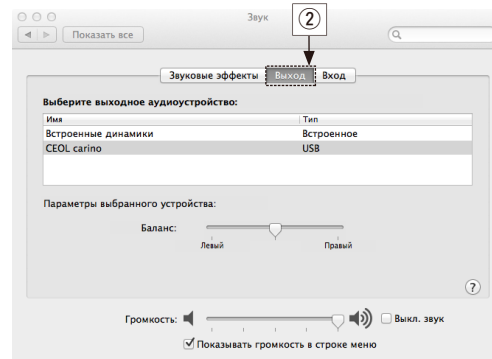 Звук
②
Показать все
Звуковые эффекты Выход Вход
Выберите выходное аудиоустройство:
Имя Тип
Встроенные динамики Встроенное
CEOL carino USB
Параметры выбранного устройства:
Баланс:
Левый Правый
?
Громкость: Выкл. звук
Показывать громкость в строке меню